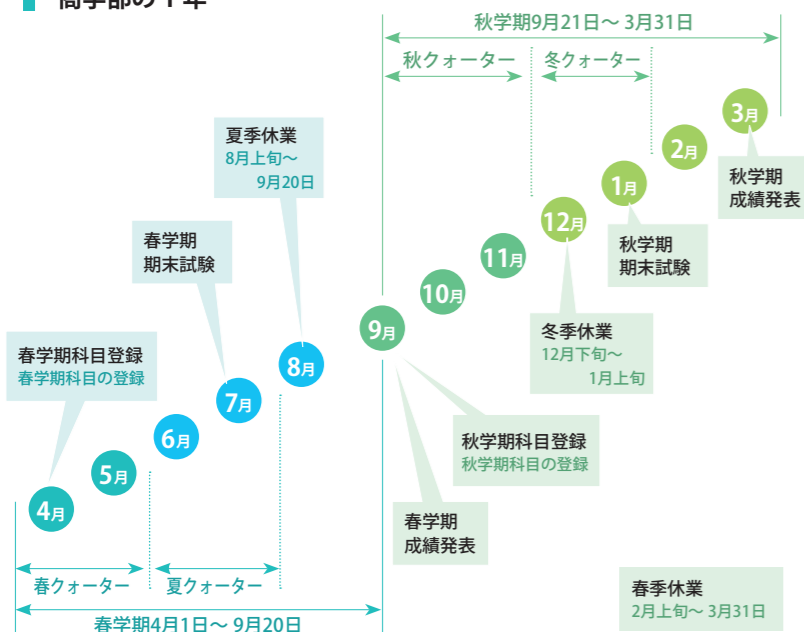 商学部の1年
秋学期9月21日〜3月31日
秋クォーター
冬クォーター
3月
2月
1月
12月
11月
10月
9月
8月
7月
6月
5月
4月
夏季休業
8月上旬〜
9月20日
春学期
期末試験
春学期科目登録
春学期科目の登録
秋学期
成績発表
秋学期
期末試験
冬季休業
12月下旬〜
1月上旬
秋学期科目登録
秋学期科目の登録
春学期
成績発表
春クォーター
夏クォーター
春学期4月1日〜9月20日
春季休業
2月上旬〜3月31日